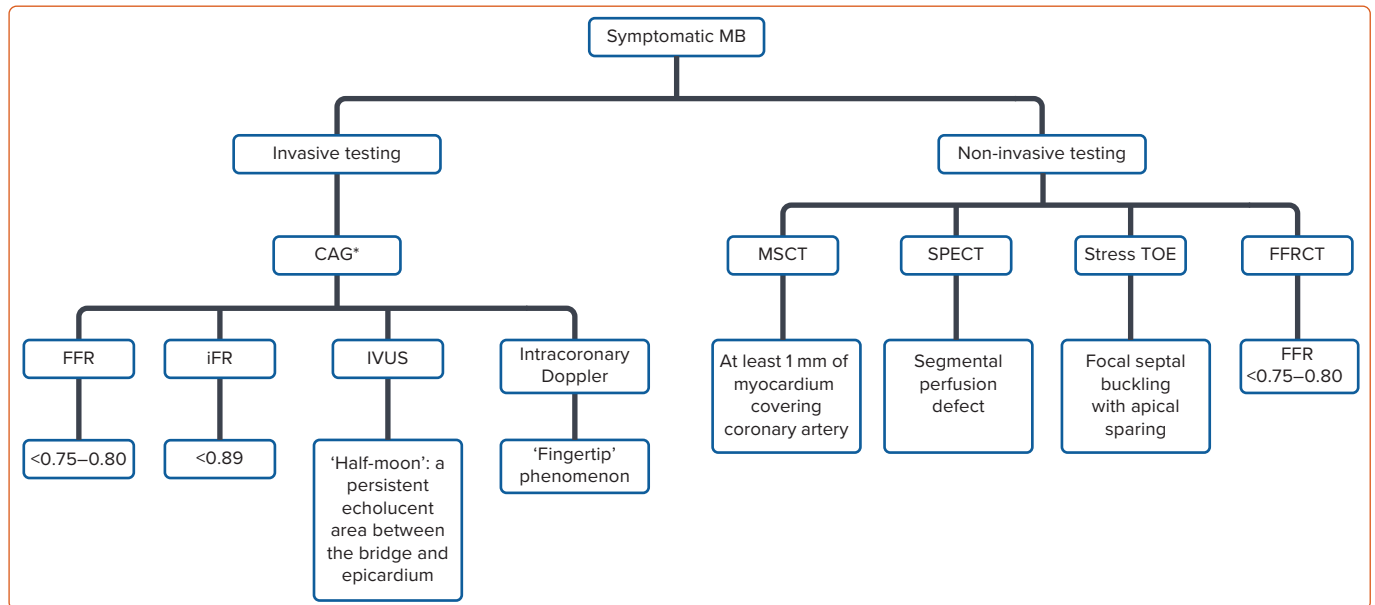 Symptomatic MB
Invasive testing
Non-invasive testing
CAG*
MSCT
SPECT
Stress TOE
FFRCT
FFR
iFR
IVUS
Intracoronary
Doppler
At least 1 mm of
myocardium
covering
coronary artery
Segmental
perfusion
defect
Focal septal
buckling
with apical
sparing
FFR
<0.75–0.80
<0.75–0.80
<0.89
‘Half-moon’: a
persistent
echolucent
area between
the bridge and
epicardium
‘Fingertip’
phenomenon